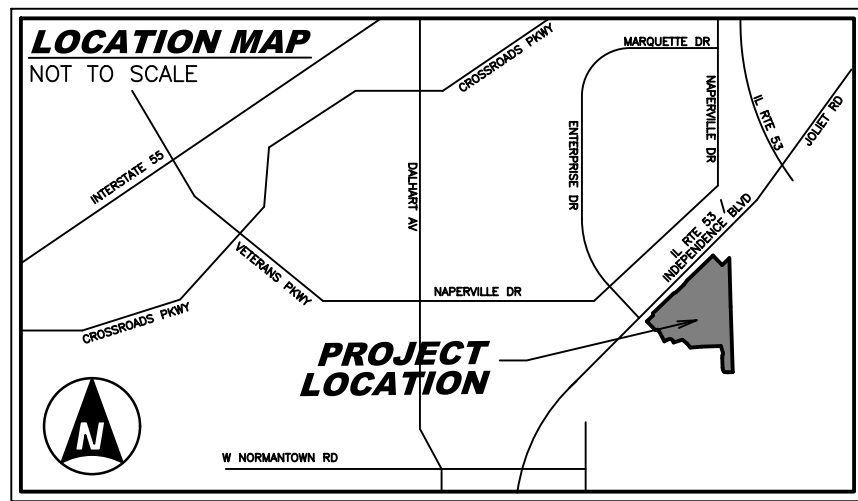 LOCATION MAP
NOT TO SCALE
CROSSROADS PKWY
MARQUETTE DR
NAPERVILLE DR
IL RTE 53
JOLIET RD
INTERSTATE 55
ENTERPRISE DR
DALHART AV
IL RTE 53 /
INDEPENDENCE BLVD
VETERANS PKWY
NAPERVILLE DR
CROSSROADS PKWY
PROJECT
LOCATION
N
W NORMANTOWN RD